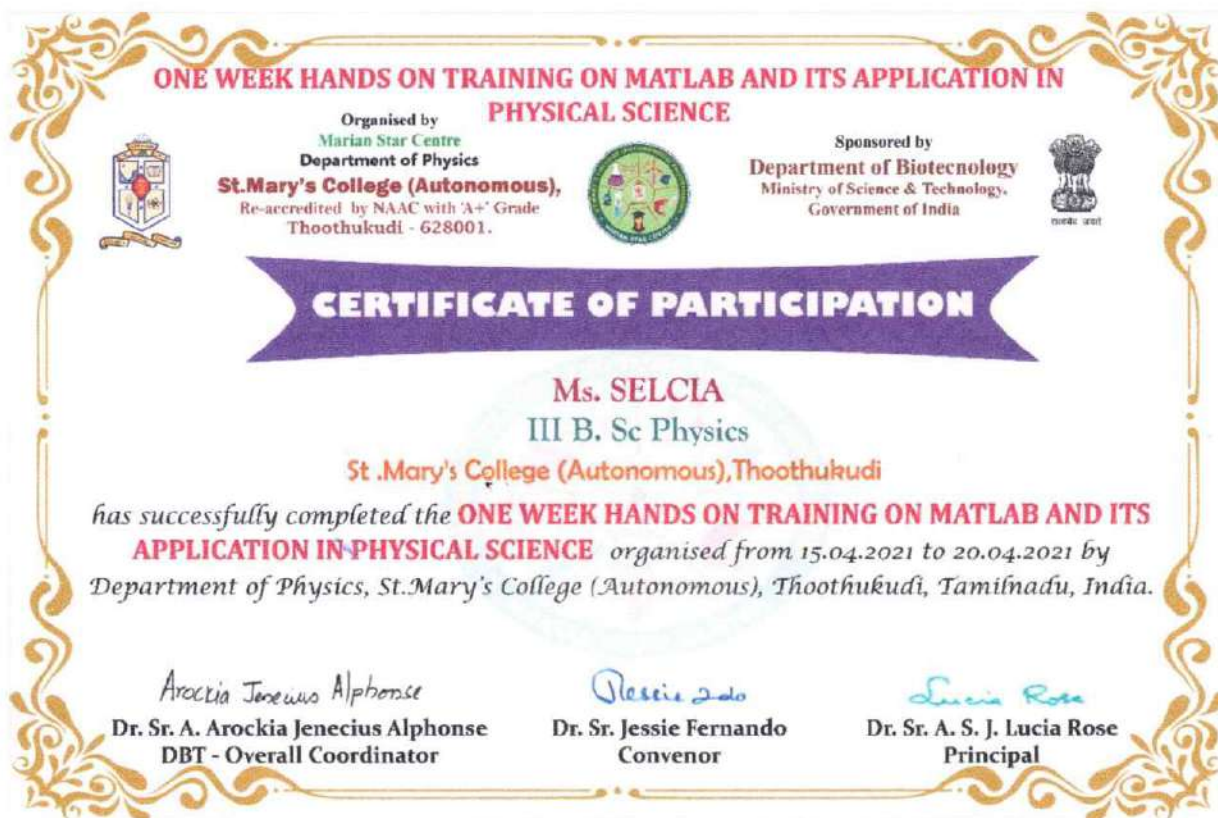 ONE WEEK HANDS ON TRAINING ON MATLAB AND ITS APPLICATION IN
PHYSICAL SCIENCE
Organised by
Marian Star Centre
Department of Physics
St.Mary's College (Autonomous),
Re-accredited by NAAC with 'A+' Grade
Thoothukudi - 628001.
Sponsored by
Department of Biotecnology
Ministry of Science & Technology,
Government of India
सत्यमेव जयते
CERTIFICATE OF PARTICIPATION
Ms. SELCIA
III B. Sc Physics
St .Mary's College (Autonomous),Thoothukudi
has successfully completed the ONE WEEK HANDS ON TRAINING ON MATLAB AND ITS
APPLICATION IN PHYSICAL SCIENCE organised from 15.04.2021 to 20.04.2021 by
Department of Physics, St.Mary's College (Autonomous), Thoothukudi, Tamilnadu, India.
Arockia Jenecius Alphonse
Lucia Rose
Dr. Sr. A. Arockia Jenecius Alphonse
DBT - Overall Coordinator
Dr. Sr. Jessie Fernando
Convenor
Dr. Sr. A. S. J. Lucia Rose
Principal